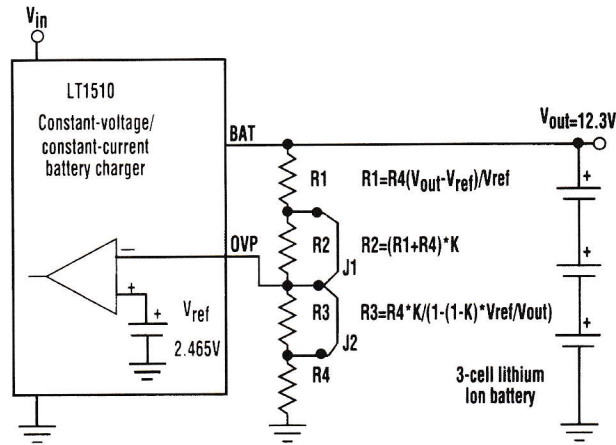 Vin
LT1510
Constant-voltage/
constant-current
battery charger
BAT
Vout=12.3V
+
R1
R1=R4(Vout-Vref)/Vref
OVP
R2
R2=(R1+R4)*K
J1
+
−
+
+
Vref
2.465V
R3
R3=R4*K/(1-(1-K)*Vref/Vout)
J2
+
R4
3-cell lithium
Ion battery